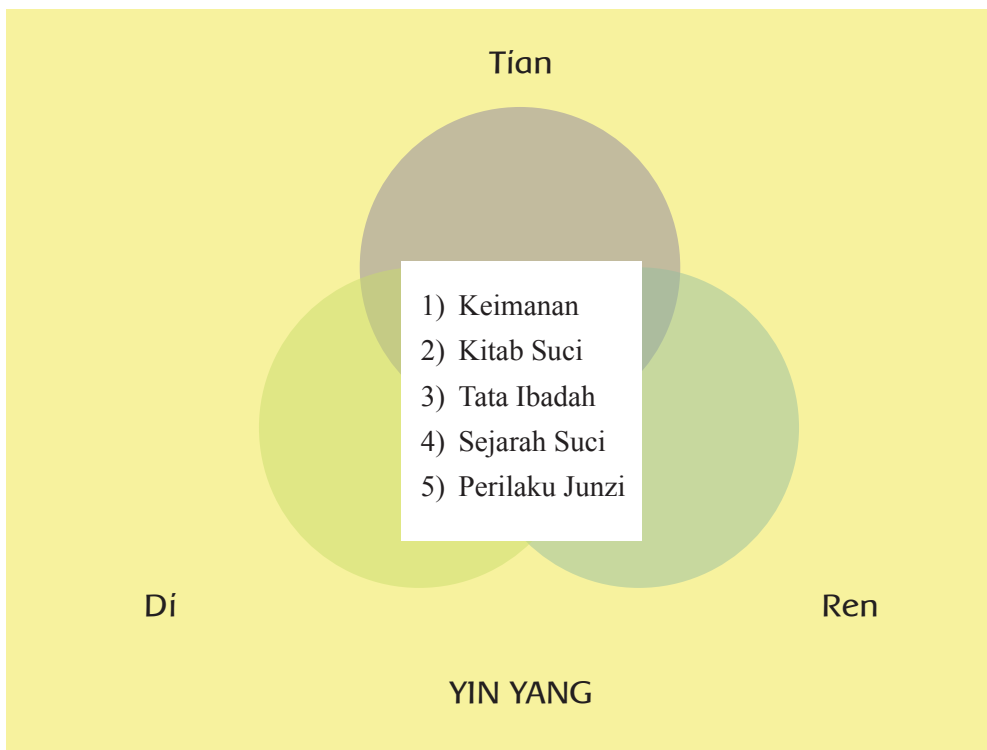 Tian
1) Keimanan
2) Kitab Suci
3) Tata Ibadah
4) Sejarah Suci
5) Perilaku Junzi
Di
Ren
YIN YANG